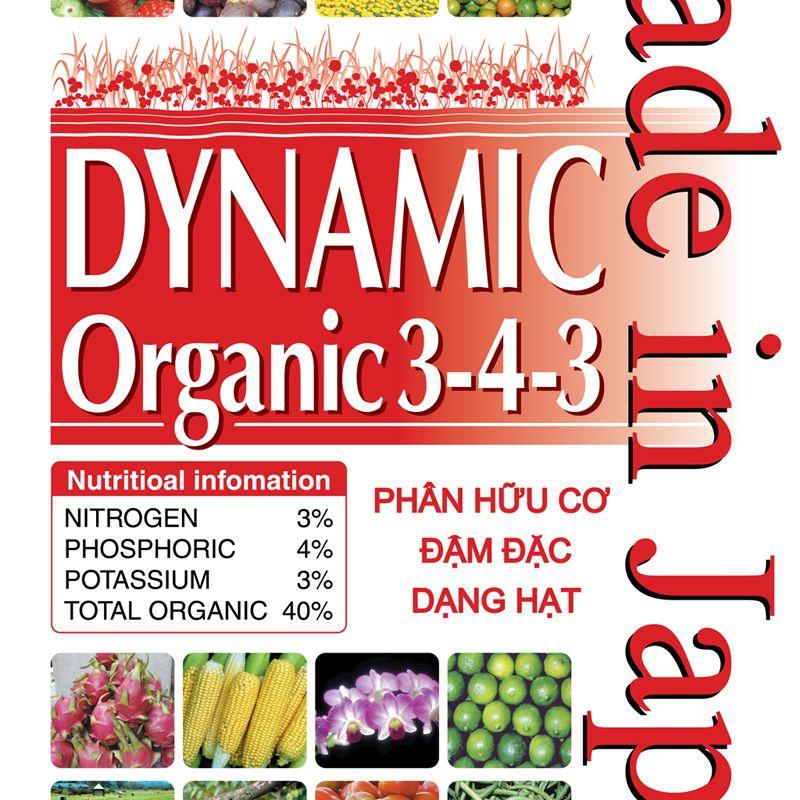 DYNAMIC
Organic 3-4-3
Nutritioal infomation
NITROGEN 3%
PHOSPHORIC 4%
POTASSIUM 3%
TOTAL ORGANIC 40%
PHÂN HỮU CƠ
ĐẬM ĐẶC
DẠNG HẠT
ade in Jap